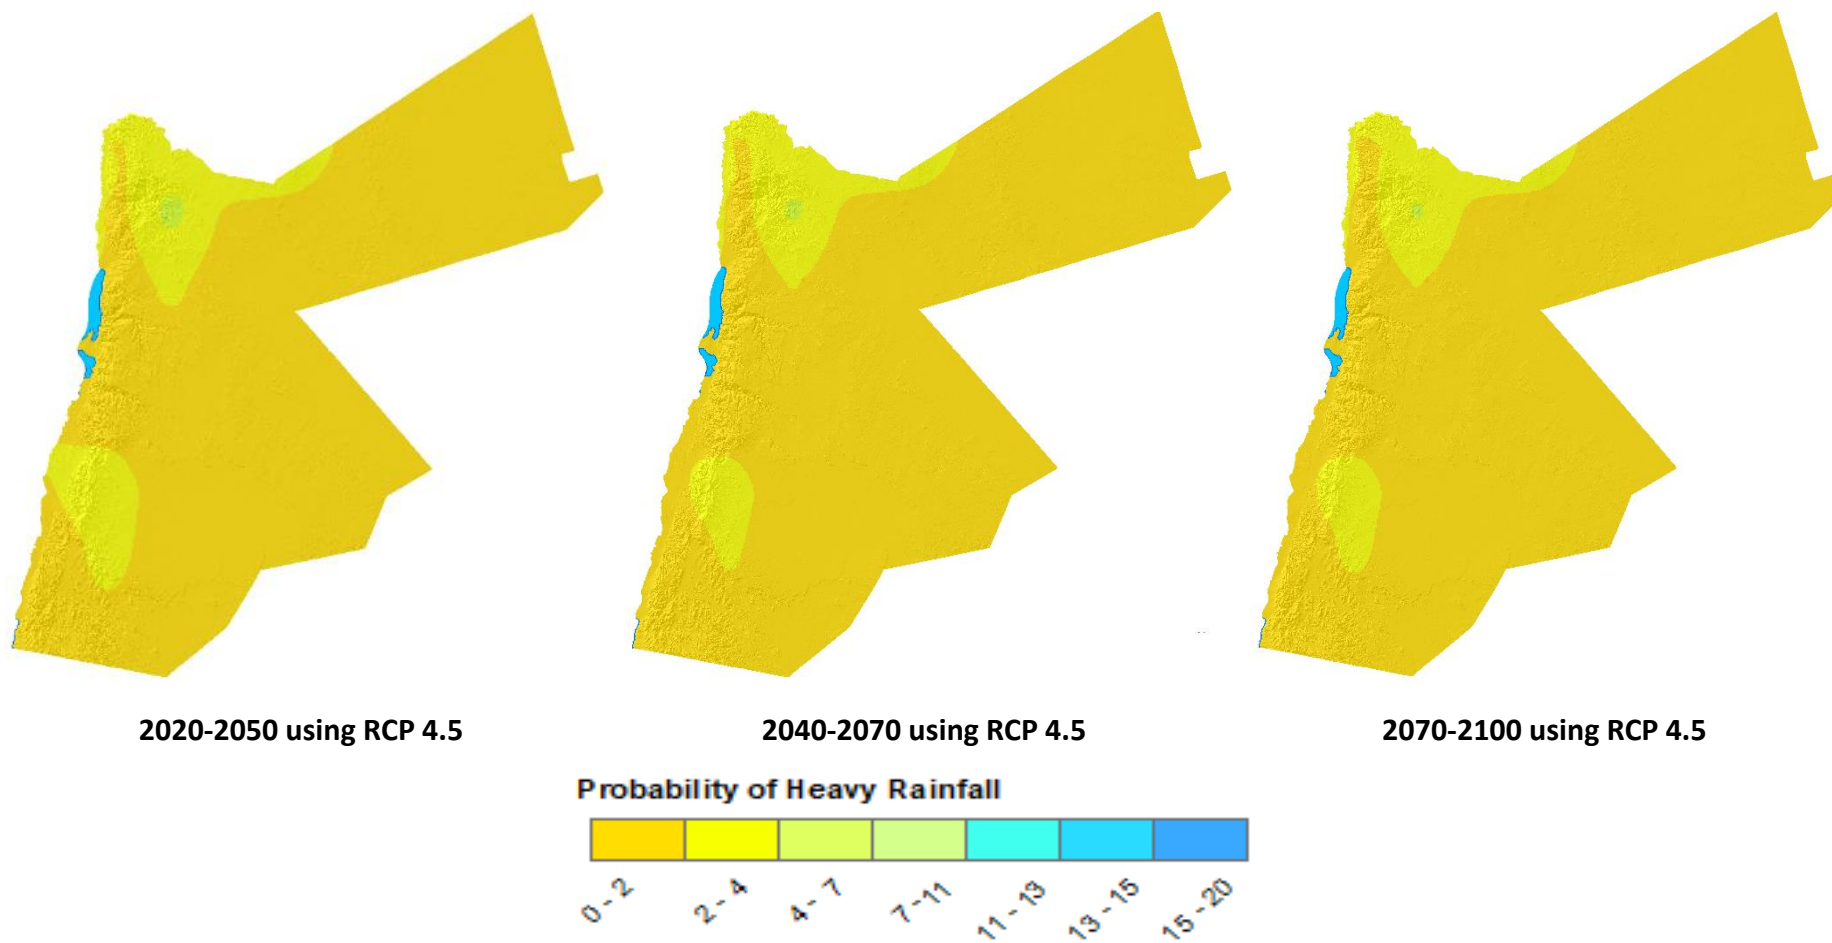 2020-2050 using RCP 4.5
2040-2070 using RCP 4.5
2070-2100 using RCP 4.5
Probability of Heavy Rainfall
0 - 2
2 - 4
4 - 7
7 - 11
11 - 13
13 - 15
15 - 20